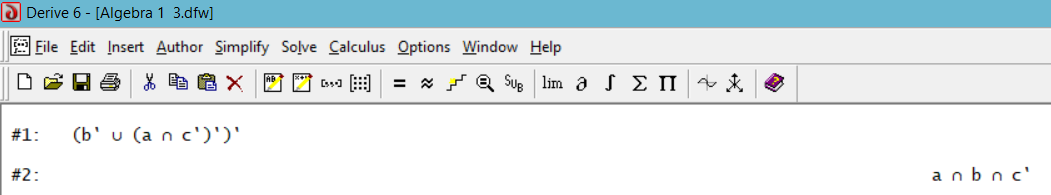 Derive 6 - [Algebra 1 3.dfw]
File Edit Insert Author Simplify Solve Calculus Options Window Help
= ≈ SUB lim ∂ ∫ Σ Π
#1: (b' ∪ (a ∩ c')')'
#2: a ∩ b ∩ c'